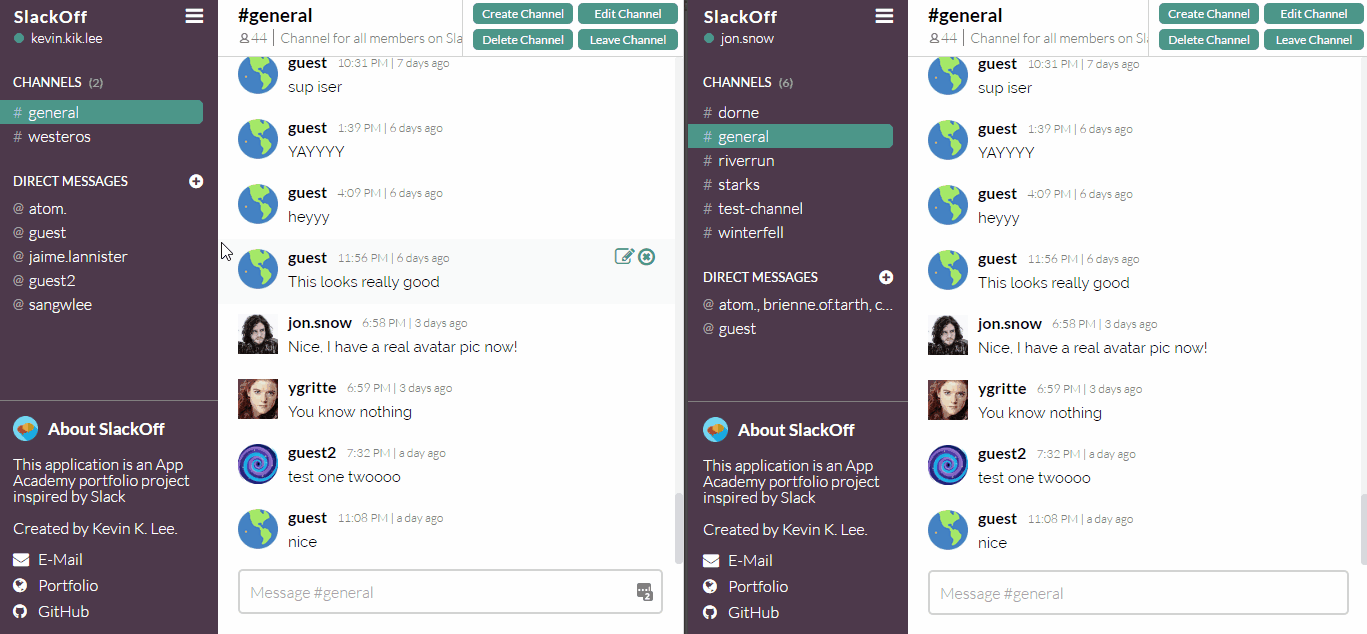 SlackOff
kevin.kik.lee
CHANNELS (2)
# general
# westeros
DIRECT MESSAGES
@ atom.
@ guest
@ jaime.lannister
@ guest2
@ sangwlee
About SlackOff
This application is an App
Academy portfolio project
inspired by Slack
Created by Kevin K. Lee.
E-Mail
Portfolio
GitHub
#general
44 | Channel for all members on Sla
Create Channel
Edit Channel
Delete Channel
Leave Channel
guest 10:31 PM | 7 days ago
sup iser
guest 1:39 PM | 6 days ago
YAYYYY
guest 4:09 PM | 6 days ago
heyyy
guest 11:56 PM | 6 days ago
This looks really good
jon.snow 6:58 PM | 3 days ago
Nice, I have a real avatar pic now!
ygritte 6:59 PM | 3 days ago
You know nothing
guest2 7:32 PM | a day ago
test one twoooo
guest 11:08 PM | a day ago
nice
Message #general
2
SlackOff
jon.snow
CHANNELS (6)
# dorne
# general
# riverrun
# starks
# test-channel
# winterfell
DIRECT MESSAGES
@ atom., brienne.of.tarth, c...
@ guest
About SlackOff
This application is an App
Academy portfolio project
inspired by Slack
Created by Kevin K. Lee.
E-Mail
Portfolio
GitHub
#general
44 | Channel for all members on Sla
Create Channel
Edit Channel
Delete Channel
Leave Channel
guest 10:31 PM | 7 days ago
sup iser
guest 1:39 PM | 6 days ago
YAYYYY
guest 4:09 PM | 6 days ago
heyyy
guest 11:56 PM | 6 days ago
This looks really good
jon.snow 6:58 PM | 3 days ago
Nice, I have a real avatar pic now!
ygritte 6:59 PM | 3 days ago
You know nothing
guest2 7:32 PM | a day ago
test one twoooo
guest 11:08 PM | a day ago
nice
Message #general